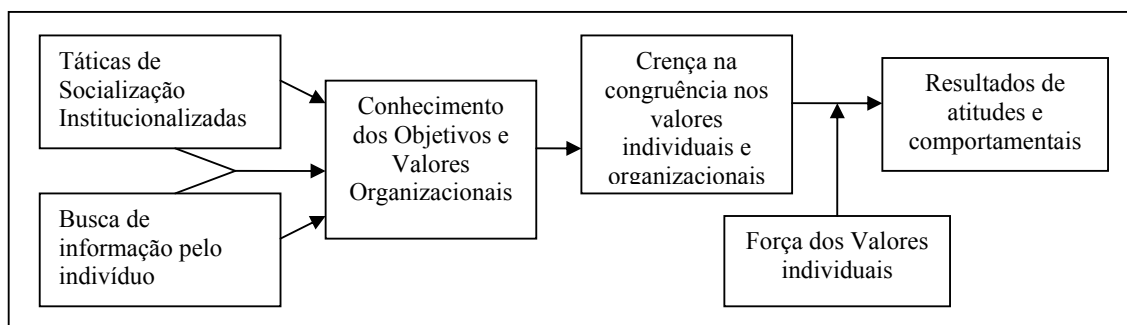 Táticas de
Socialização
Institucionalizadas
Busca de
informação pelo
indivíduo
Conhecimento
dos Objetivos e
Valores
Organizacionais
Crença na
congruência nos
valores
individuais e
organizacionais
Resultados de
atitudes e
comportamentais
Força dos Valores
individuais